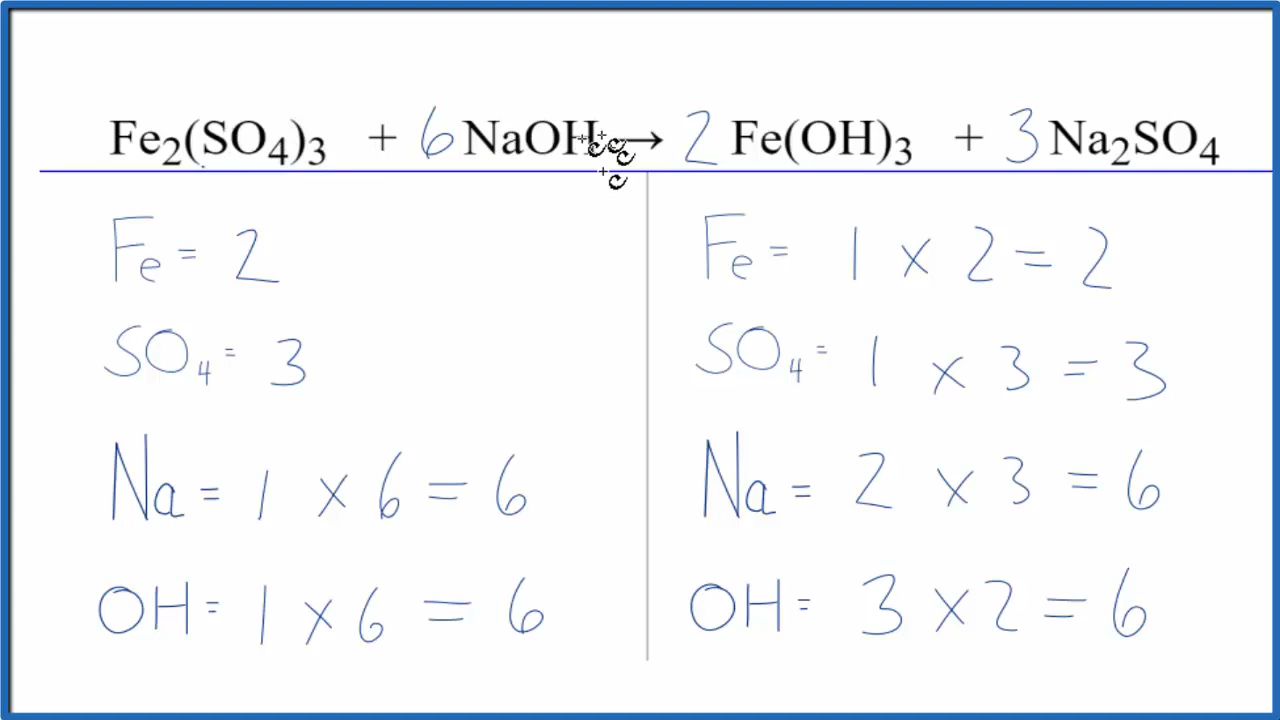 Fe₂(SO₄)₃ + 6 NaOH → 2 Fe(OH)₃ + 3 Na₂SO₄
Fe = 2
SO₄ = 3
Na = 1 x 6 = 6
OH = 1 x 6 = 6
Fe = 1 x 2 = 2
SO₄ = 1 x 3 = 3
Na = 2 x 3 = 6
OH = 3 x 2 = 6